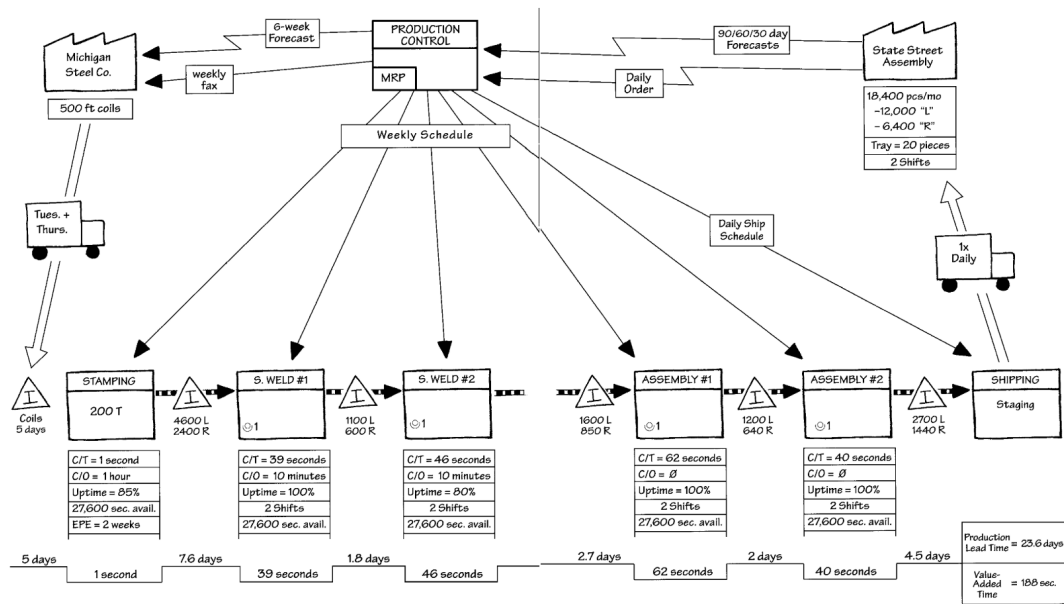 Michigan
Steel Co.
500 ft coils
Tues. +
Thurs.
Coils
5 days
6-week
Forecast
weekly
fax
PRODUCTION
CONTROL
MRP
Weekly Schedule
90/60/30 day
Forecasts
Daily
Order
State Street
Assembly
18,400 pcs/mo
-12,000 "L"
- 6,400 "R"
Tray = 20 pieces
2 Shifts
Daily Ship
Schedule
1x
Daily
I
STAMPING
200 T
C/T = 1 second
C/O = 1 hour
Uptime = 85%
27,600 sec. avail.
EPE = 2 weeks
I
4600 L
2400 R
S. WELD #1
1
C/T = 39 seconds
C/O = 10 minutes
Uptime = 100%
2 Shifts
27,600 sec. avail.
I
1100 L
600 R
S. WELD #2
1
C/T = 46 seconds
C/O = 10 minutes
Uptime = 80%
2 Shifts
27,600 sec. avail.
I
1600 L
850 R
ASSEMBLY #1
1
C/T = 62 seconds
C/O = Ø
Uptime = 100%
2 Shifts
27,600 sec. avail.
I
1200 L
640 R
ASSEMBLY #2
1
C/T = 40 seconds
C/O = Ø
Uptime = 100%
2 Shifts
27,600 sec. avail.
I
2700 L
1440 R
SHIPPING
Staging
5 days
1 second
7.6 days
39 seconds
1.8 days
46 seconds
2.7 days
62 seconds
2 days
40 seconds
4.5 days
Production
Lead Time = 23.6 days
Value-
Added = 188 sec.
Time